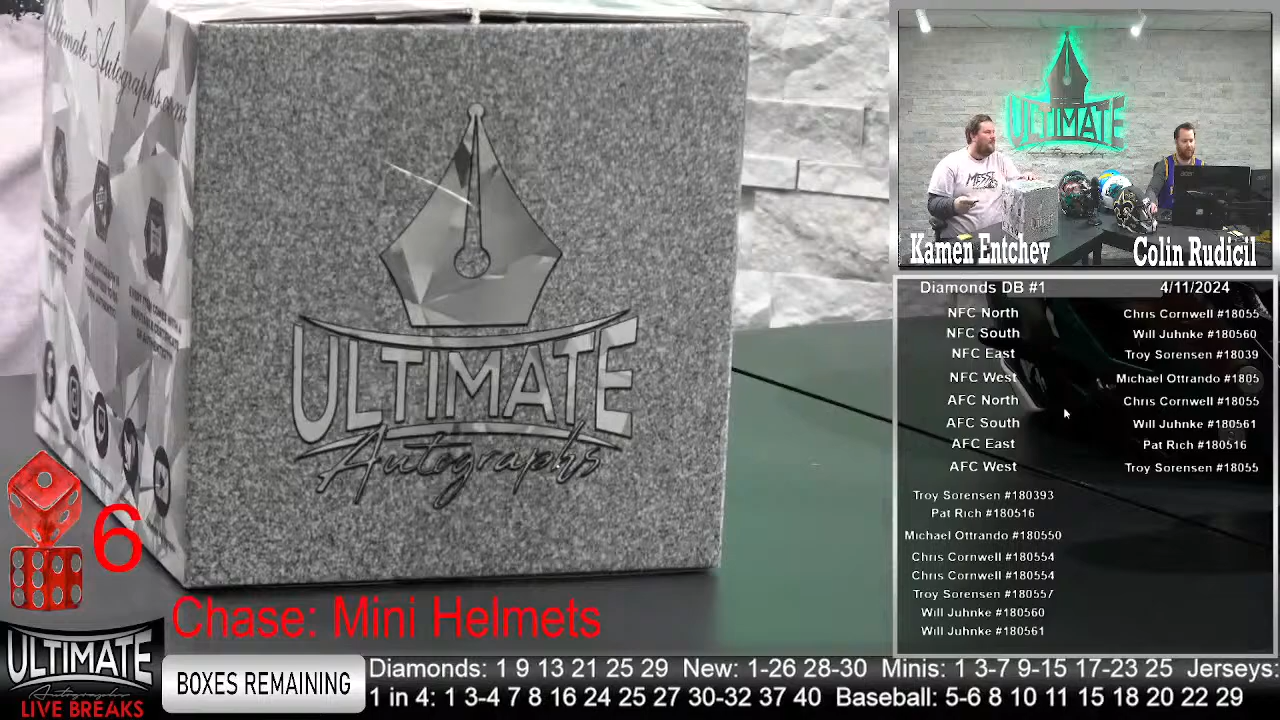 Ultimate Autographs.com
ULTIMATE
Autographs
6
Chase: Mini Helmets
ULTIMATE
Autographs
LIVE BREAKS
BOXES REMAINING
Diamonds: 1 9 13 21 25 29 New: 1-26 28-30 Minis: 1 3-7 9-15 17-23 25 Jerseys:
1 in 4: 1 3-4 7 8 16 24 25 27 30-32 37 40 Baseball: 5-6 8 10 11 15 18 20 22 29
ULTIMATE
MESSI
acer
Kamen Entchev
Colin Rudicil
Diamonds DB #1 4/11/2024
NFC North Chris Cornwell #18055
NFC South Will Juhnke #180560
NFC East Troy Sorensen #18039
NFC West Michael Ottrando #1805
AFC North Chris Cornwell #18055
AFC South Will Juhnke #180561
AFC East Pat Rich #180516
AFC West Troy Sorensen #18055
Troy Sorensen #180393
Pat Rich #180516
Michael Ottrando #180550
Chris Cornwell #180554
Chris Cornwell #180554
Troy Sorensen #180557
Will Juhnke #180560
Will Juhnke #180561